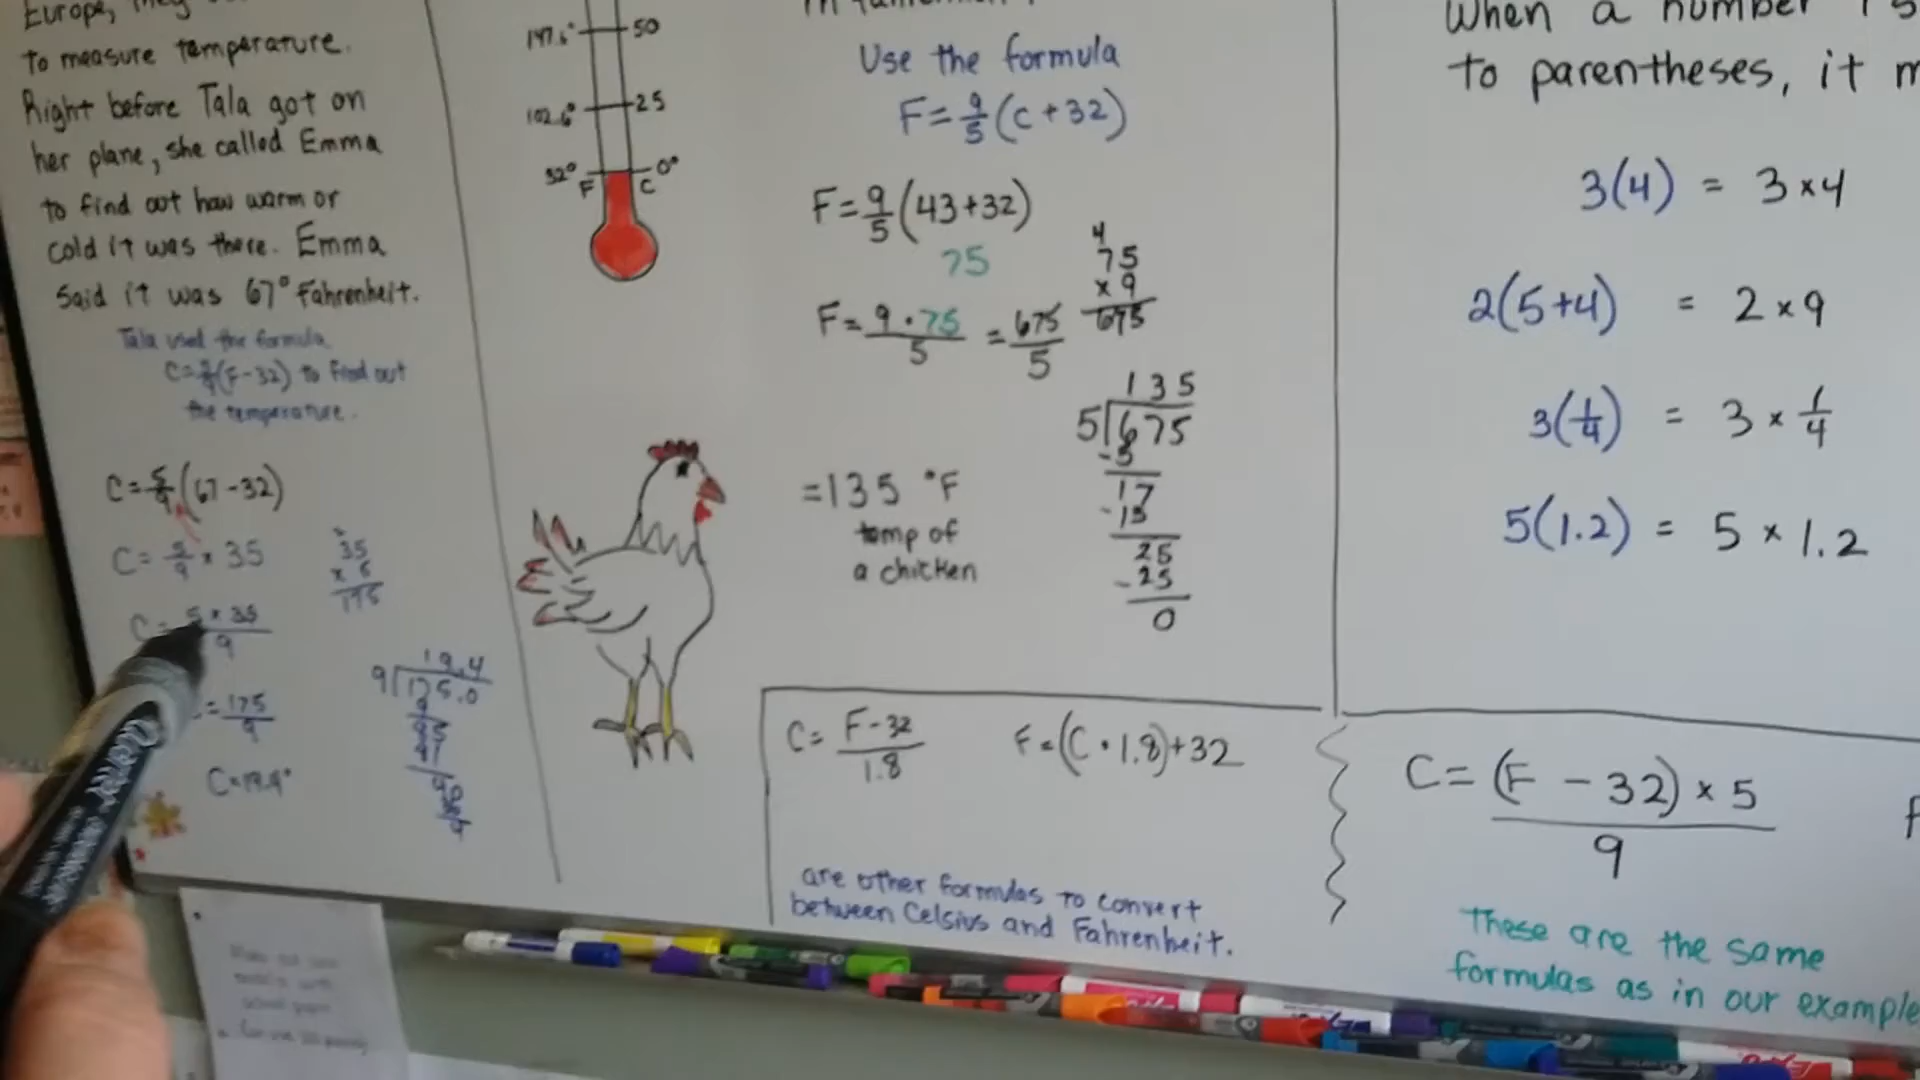 Europe, they
to measure temperature.
Right before Tala got on
her plane, she called Emma
to find out how warm or
cold it was there. Emma
said it was 67° Fahrenheit.
Tala used the formula
C=5/9(F-32) to find out
the temperature.
C=5/9(67-32)
C=5/9 × 35
35
× 5
175
C=5×35/9
=175/9
19.4
9)175.0
C=19.4°
147.6° 50
102.6° 25
32° F C 0°
in fahrenheit
Use the formula
F=9/5(C+32)
F=9/5(43+32)
75
F=9·75/5 =675/5
4
75
×9
675
135
5)675
-5
17
-15
25
-25
0
=135 °F
temp of
a chicken
C=F-32/1.8 F=(C·1.8)+32
are other formulas to convert
between Celsius and Fahrenheit.
When a number is
to parentheses, it m
3(4) = 3×4
2(5+4) = 2×9
3(1/4) = 3×1/4
5(1.2) = 5×1.2
C=(F-32)×5/9
These are the same
formulas as in our example